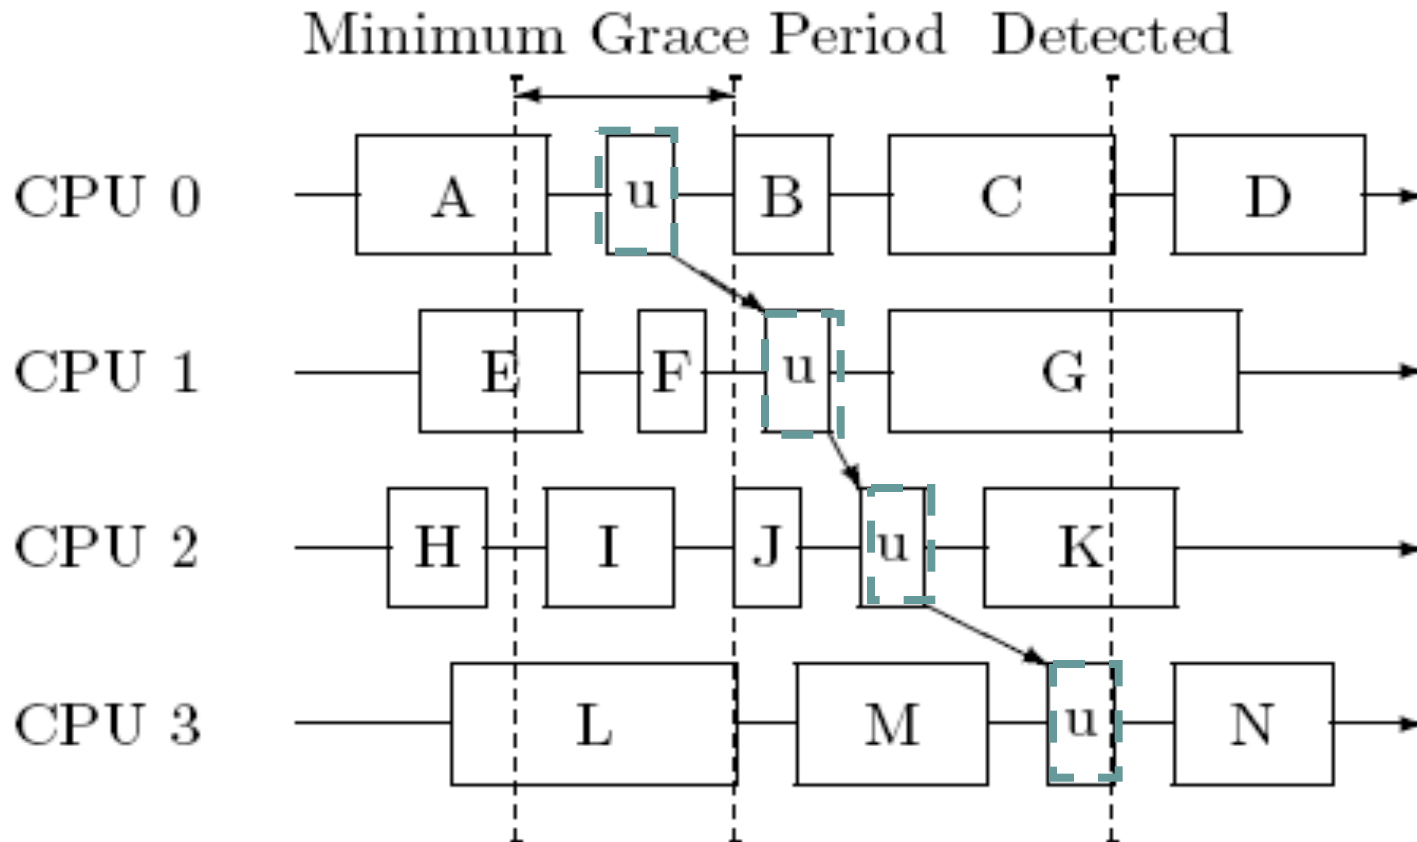 Minimum Grace Period Detected
CPU 0 A u B C D
CPU 1 E F u G
CPU 2 H I J u K
CPU 3 L M u N